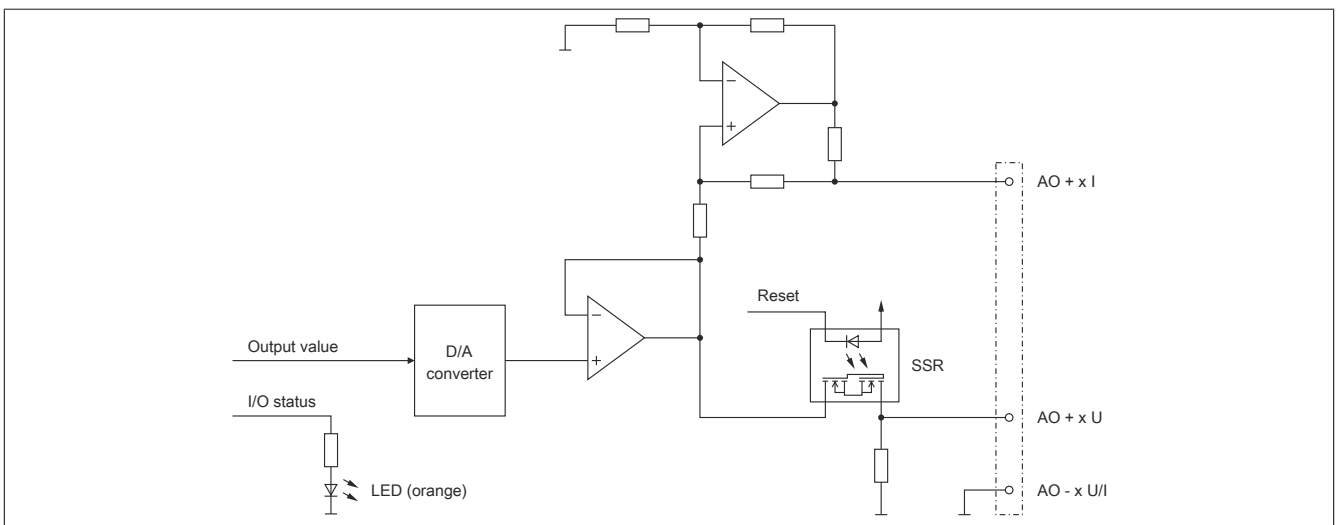 −
+
AO + x I
Reset
−
Output value
D/A
converter
+
SSR
I/O status
AO + x U
LED (orange)
AO - x U/I